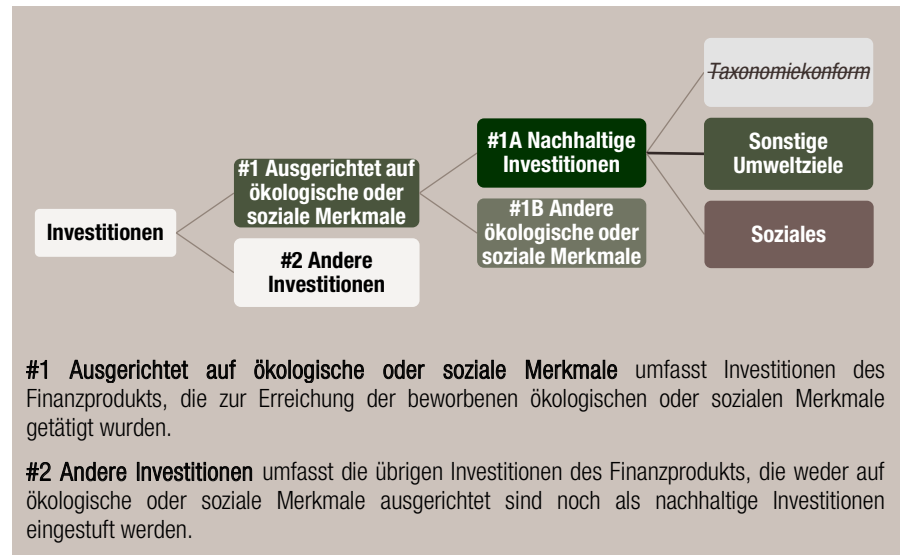 Taxonomiekonform
#1A Nachhaltige
Investitionen
Sonstige
Umweltziele
#1 Ausgerichtet auf
ökologische oder
soziale Merkmale
#1B Andere
ökologische oder
soziale Merkmale
Soziales
Investitionen
#2 Andere
Investitionen
#1 Ausgerichtet auf ökologische oder soziale Merkmale umfasst Investitionen des
Finanzprodukts, die zur Erreichung der beworbenen ökologischen oder sozialen Merkmale
getätigt wurden.
#2 Andere Investitionen umfasst die übrigen Investitionen des Finanzprodukts, die weder auf
ökologische oder soziale Merkmale ausgerichtet sind noch als nachhaltige Investitionen
eingestuft werden.